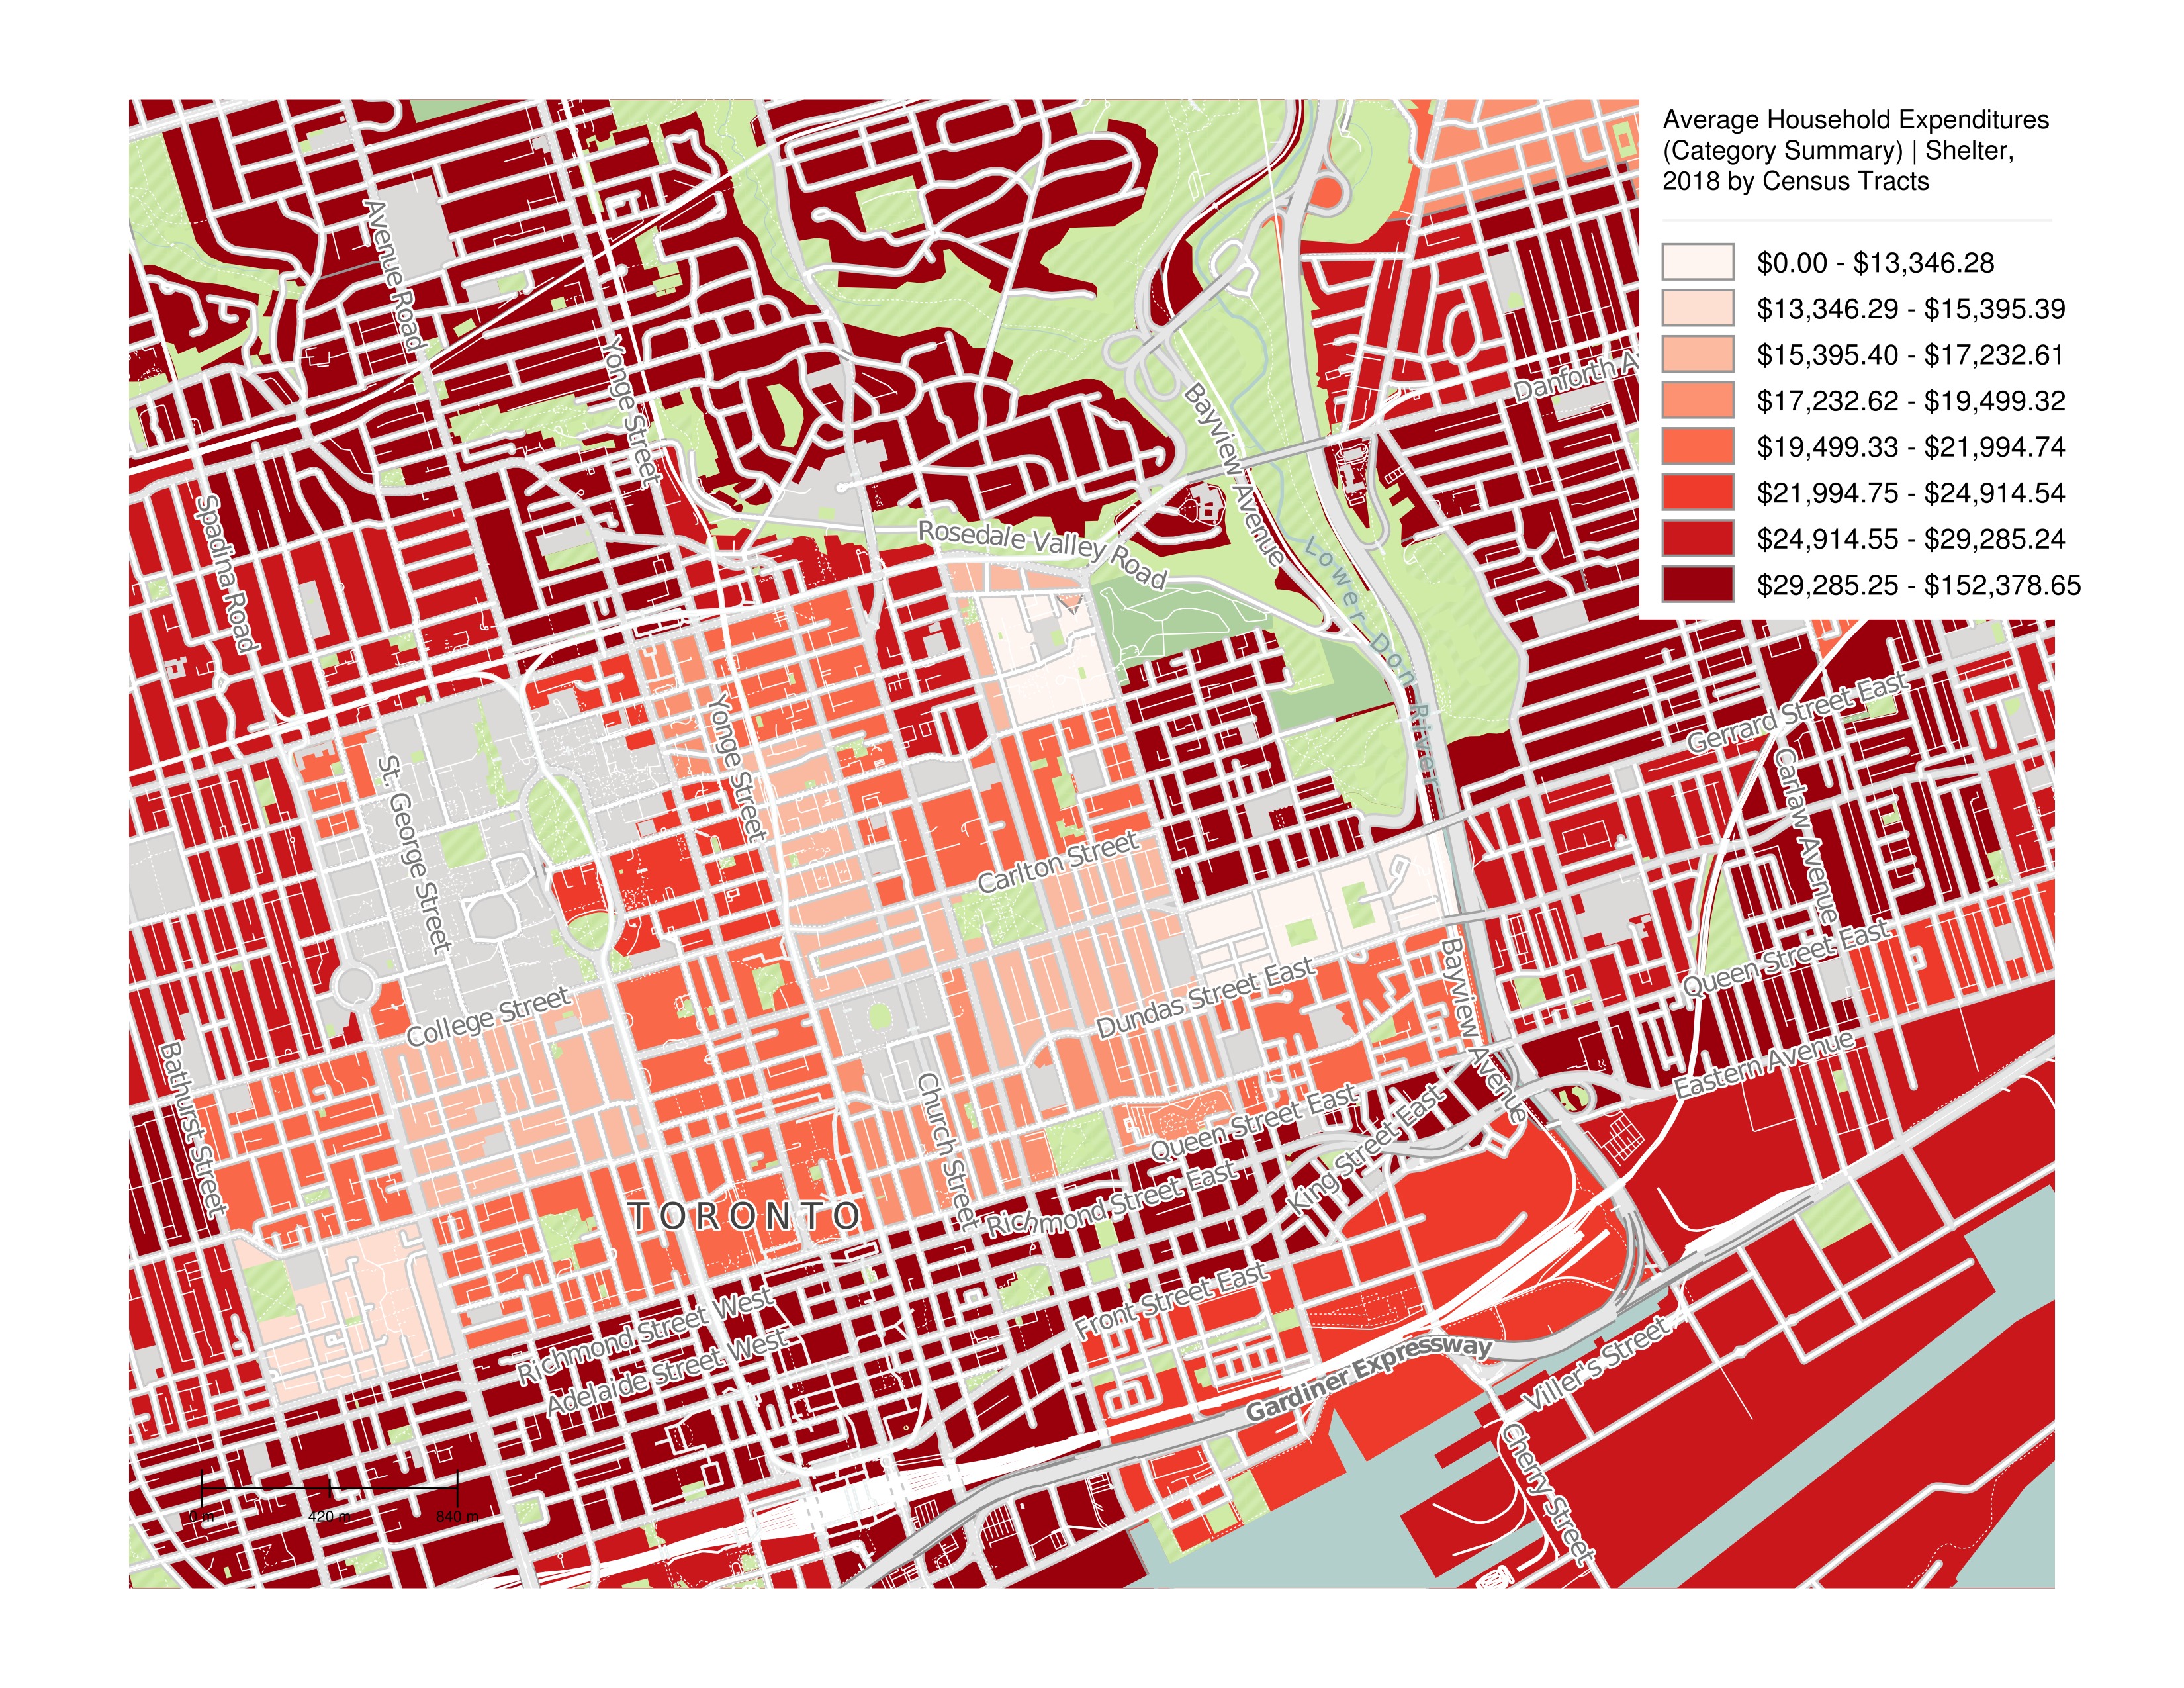 Average Household Expenditures
(Category Summary) | Shelter,
2018 by Census Tracts
$0.00 - $13,346.28
$13,346.29 - $15,395.39
$15,395.40 - $17,232.61
$17,232.62 - $19,499.32
$19,499.33 - $21,994.74
$21,994.75 - $24,914.54
$24,914.55 - $29,285.24
$29,285.25 - $152,378.65
Avenue Road
Yonge Street
Danforth A
Bayview Avenue
Spadina Road
Rosedale Valley Road
Lower Don River
Yonge Street
Gerrard Street East
St. George Street
Carlaw Avenue
Carlton Street
Queen Street East
College Street
Dundas Street East
Bayview Avenue
Bathurst Street
Church Street
Eastern Avenue
Queen Street East
King Street East
TORONTO
Richmond Street East
Front Street East
Richmond Street West
Adelaide Street West
Gardiner Expressway
Viller's Street
Cherry Street
0 m
420 m
840 m